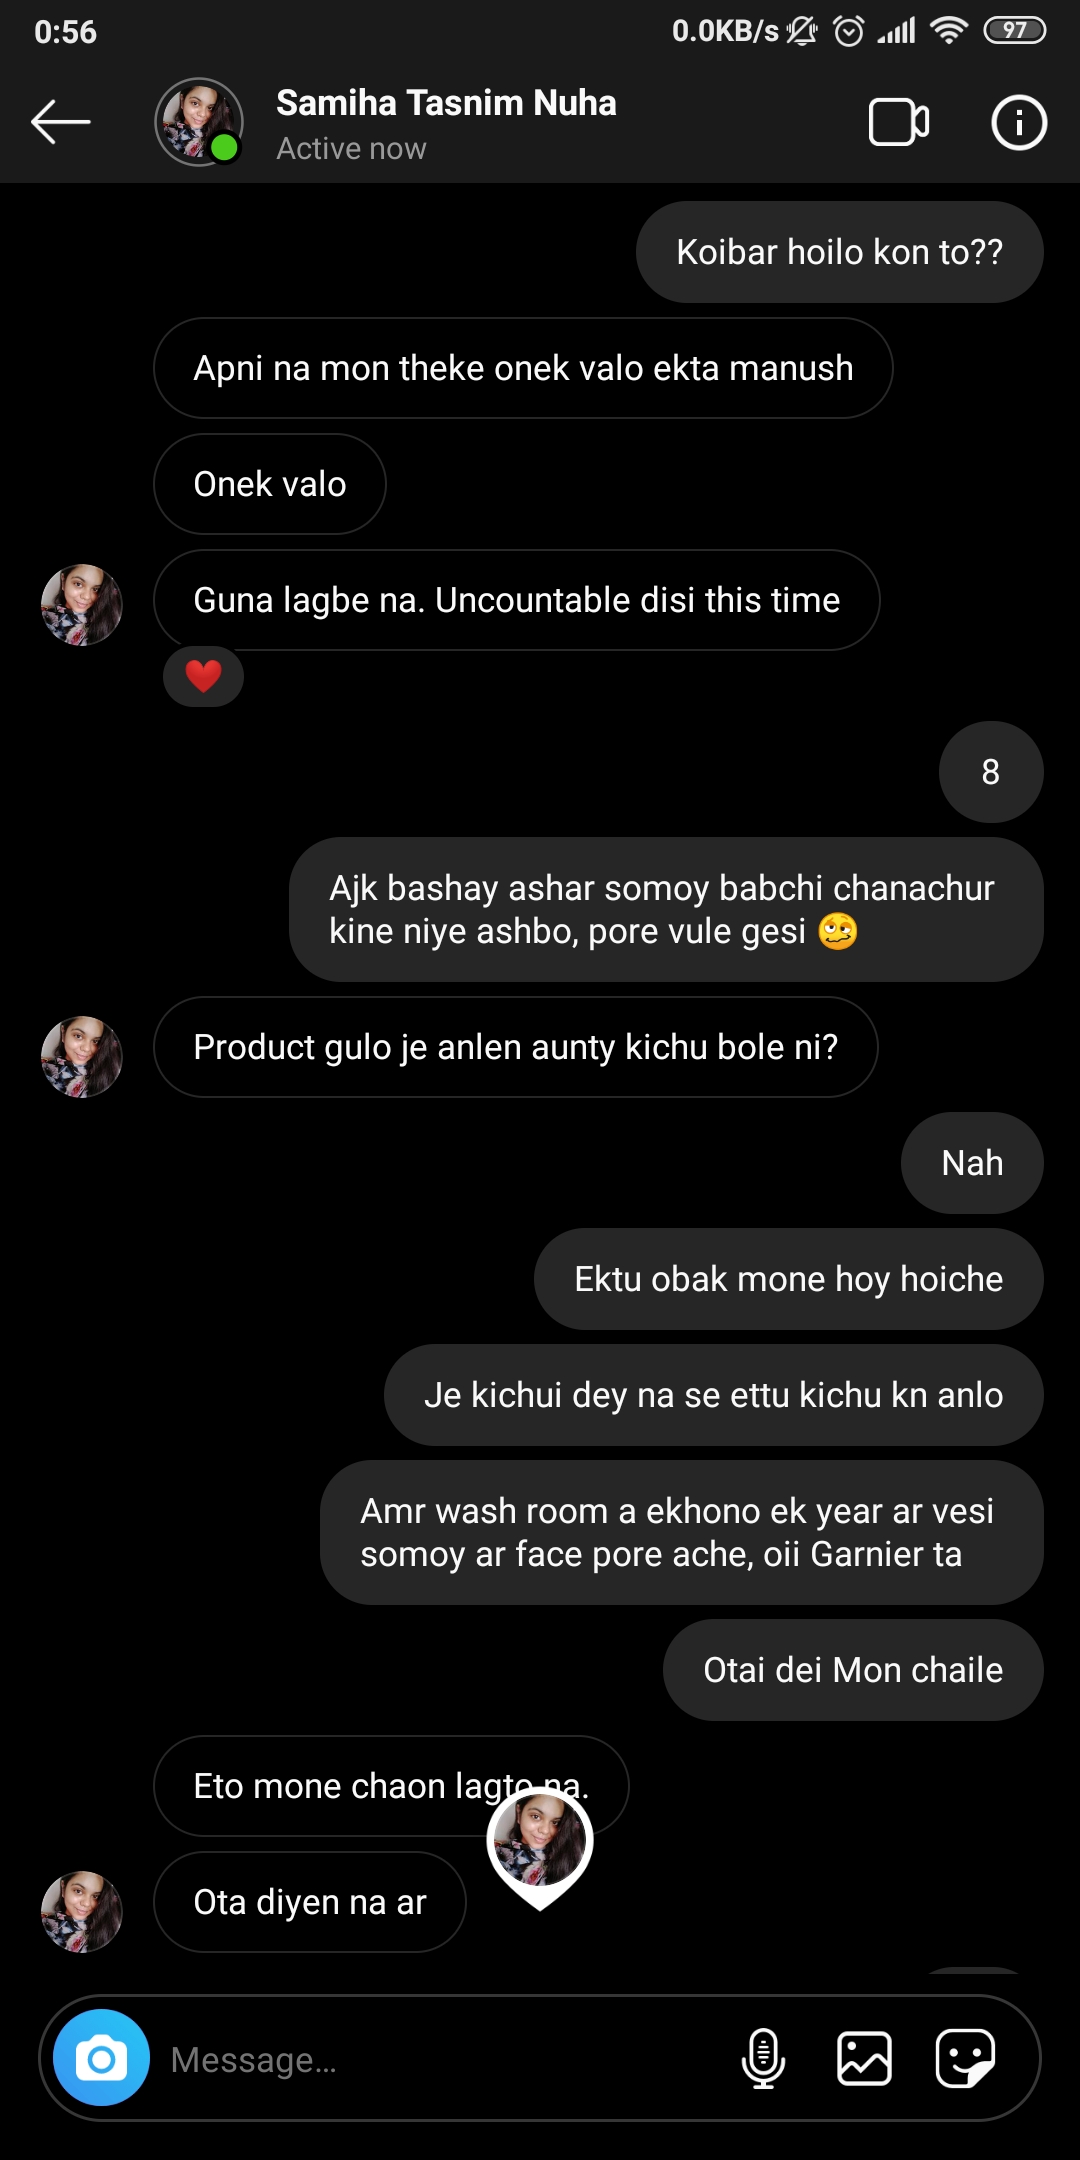 0:56
0.0KB/s
97
Samiha Tasnim Nuha
Active now
Koibar hoilo kon to??
Apni na mon theke onek valo ekta manush
Onek valo
Guna lagbe na. Uncountable disi this time
8
Ajk bashay ashar somoy babchi chanachur
kine niye ashbo, pore vule gesi 🥴
Product gulo je anlen aunty kichu bole ni?
Nah
Ektu obak mone hoy hoiche
Je kichui dey na se ettu kichu kn anlo
Amr wash room a ekhono ek year ar vesi
somoy ar face pore ache, oii Garnier ta
Otai dei Mon chaile
Eto mone chaon lagto na.
Ota diyen na ar
Message…